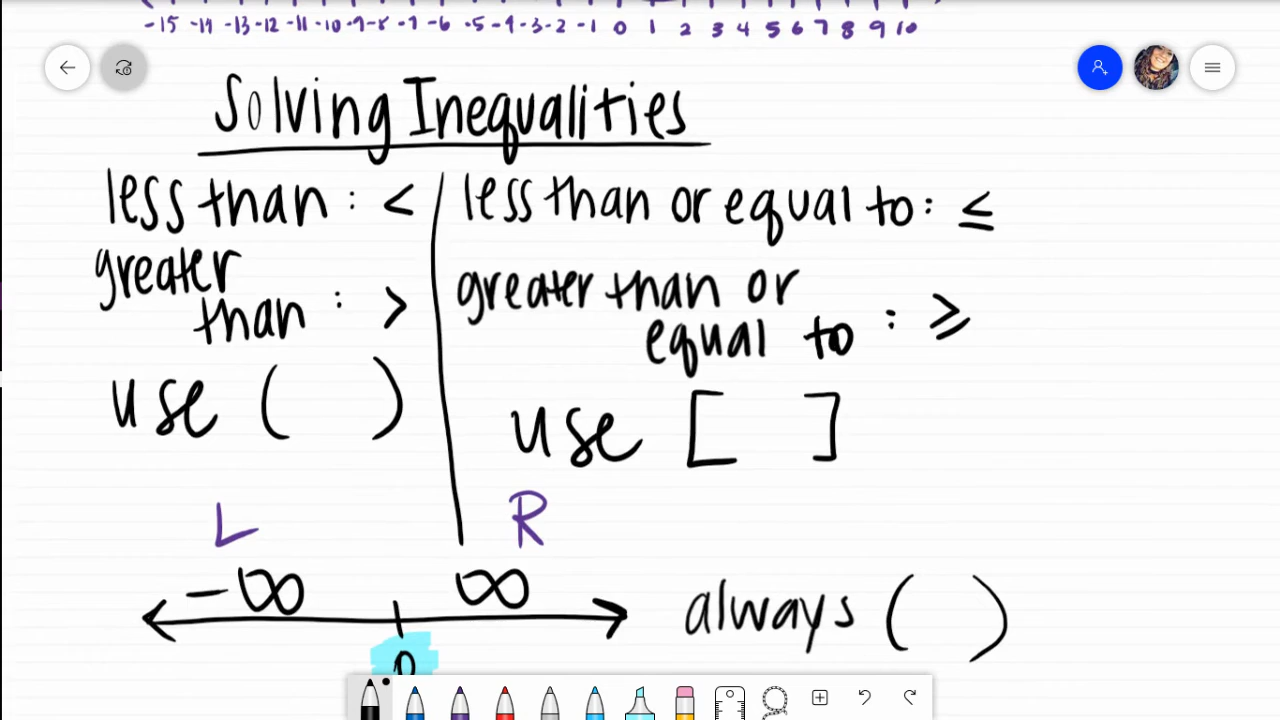 -15 -14 -13 -12 -11 -10 -9 -8 -7 -6 -5 -4 -3 -2 -1 0 1 2 3 4 5 6 7 8 9 10
Solving Inequalities
less than : <
greater
than : >
use ( )
less than or equal to : ≤
greater than or
equal to : ≥
use [ ]
L R
-∞ ∞
always ( )
0